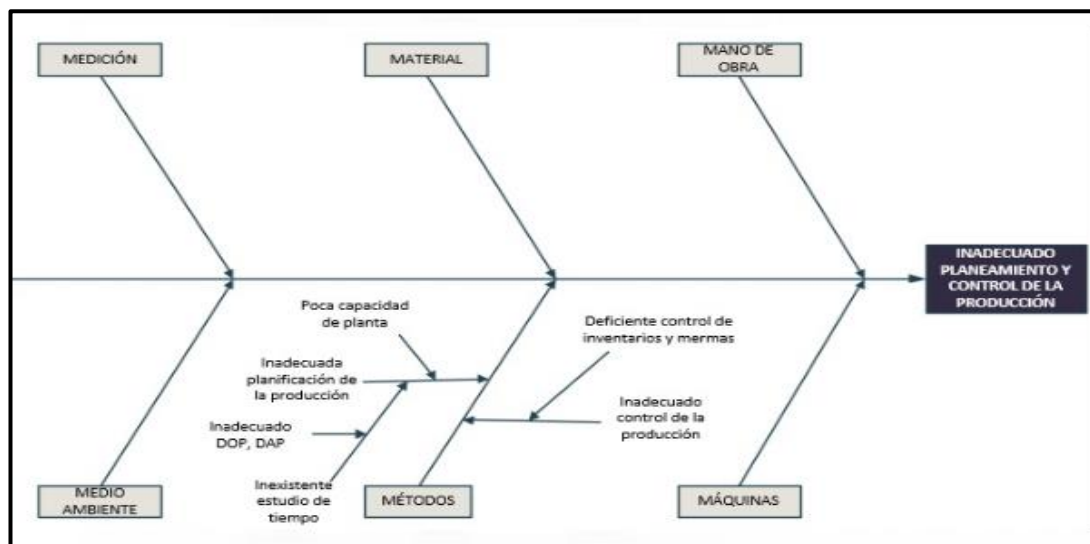 MEDICIÓN
MATERIAL
MANO DE
OBRA
INADECUADO
PLANEAMIENTO Y
CONTROL DE LA
PRODUCCIÓN
Poca capacidad
de planta
Deficiente control de
inventarios y mermas
Inadecuada
planificación de
la producción
Inadecuado
control de la
producción
Inadecuado
DOP, DAP
Inexistente
estudio de
tiempo
MEDIO
AMBIENTE
MÉTODOS
MÁQUINAS